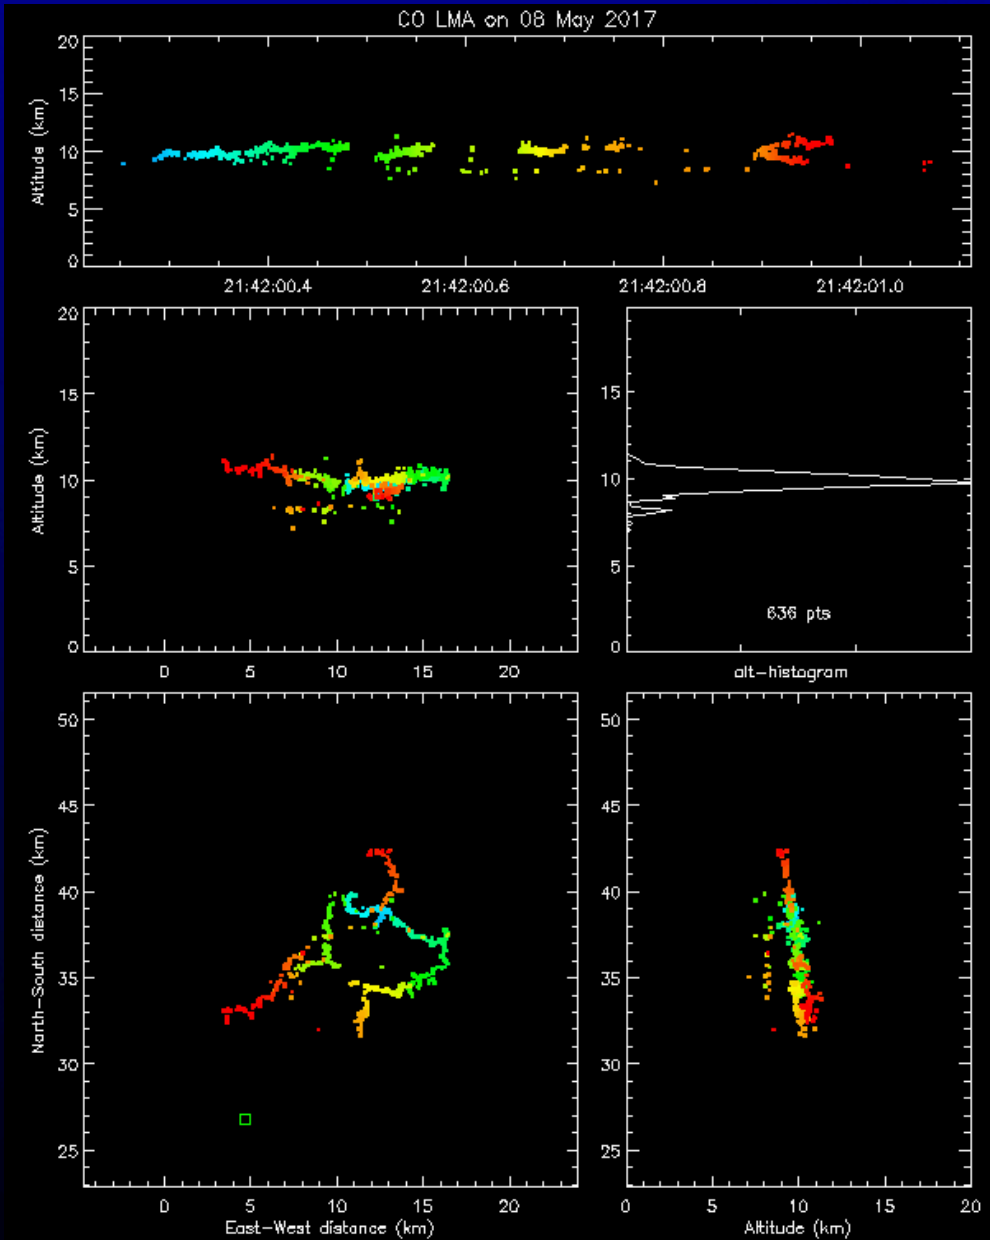 CO LMA on 08 May 2017
20
15
10
5
0
Altitude (km)
21:42:00.4 21:42:00.6 21:42:00.8 21:42:01.0
20
15
10
5
0
Altitude (km)
0 5 10 15 20
15
10
5
0
636 pts
alt-histogram
50
45
40
35
30
25
North-South distance (km)
0 5 10 15 20
East-West distance (km)
50
45
40
35
30
25
0 5 10 15 20
Altitude (km)